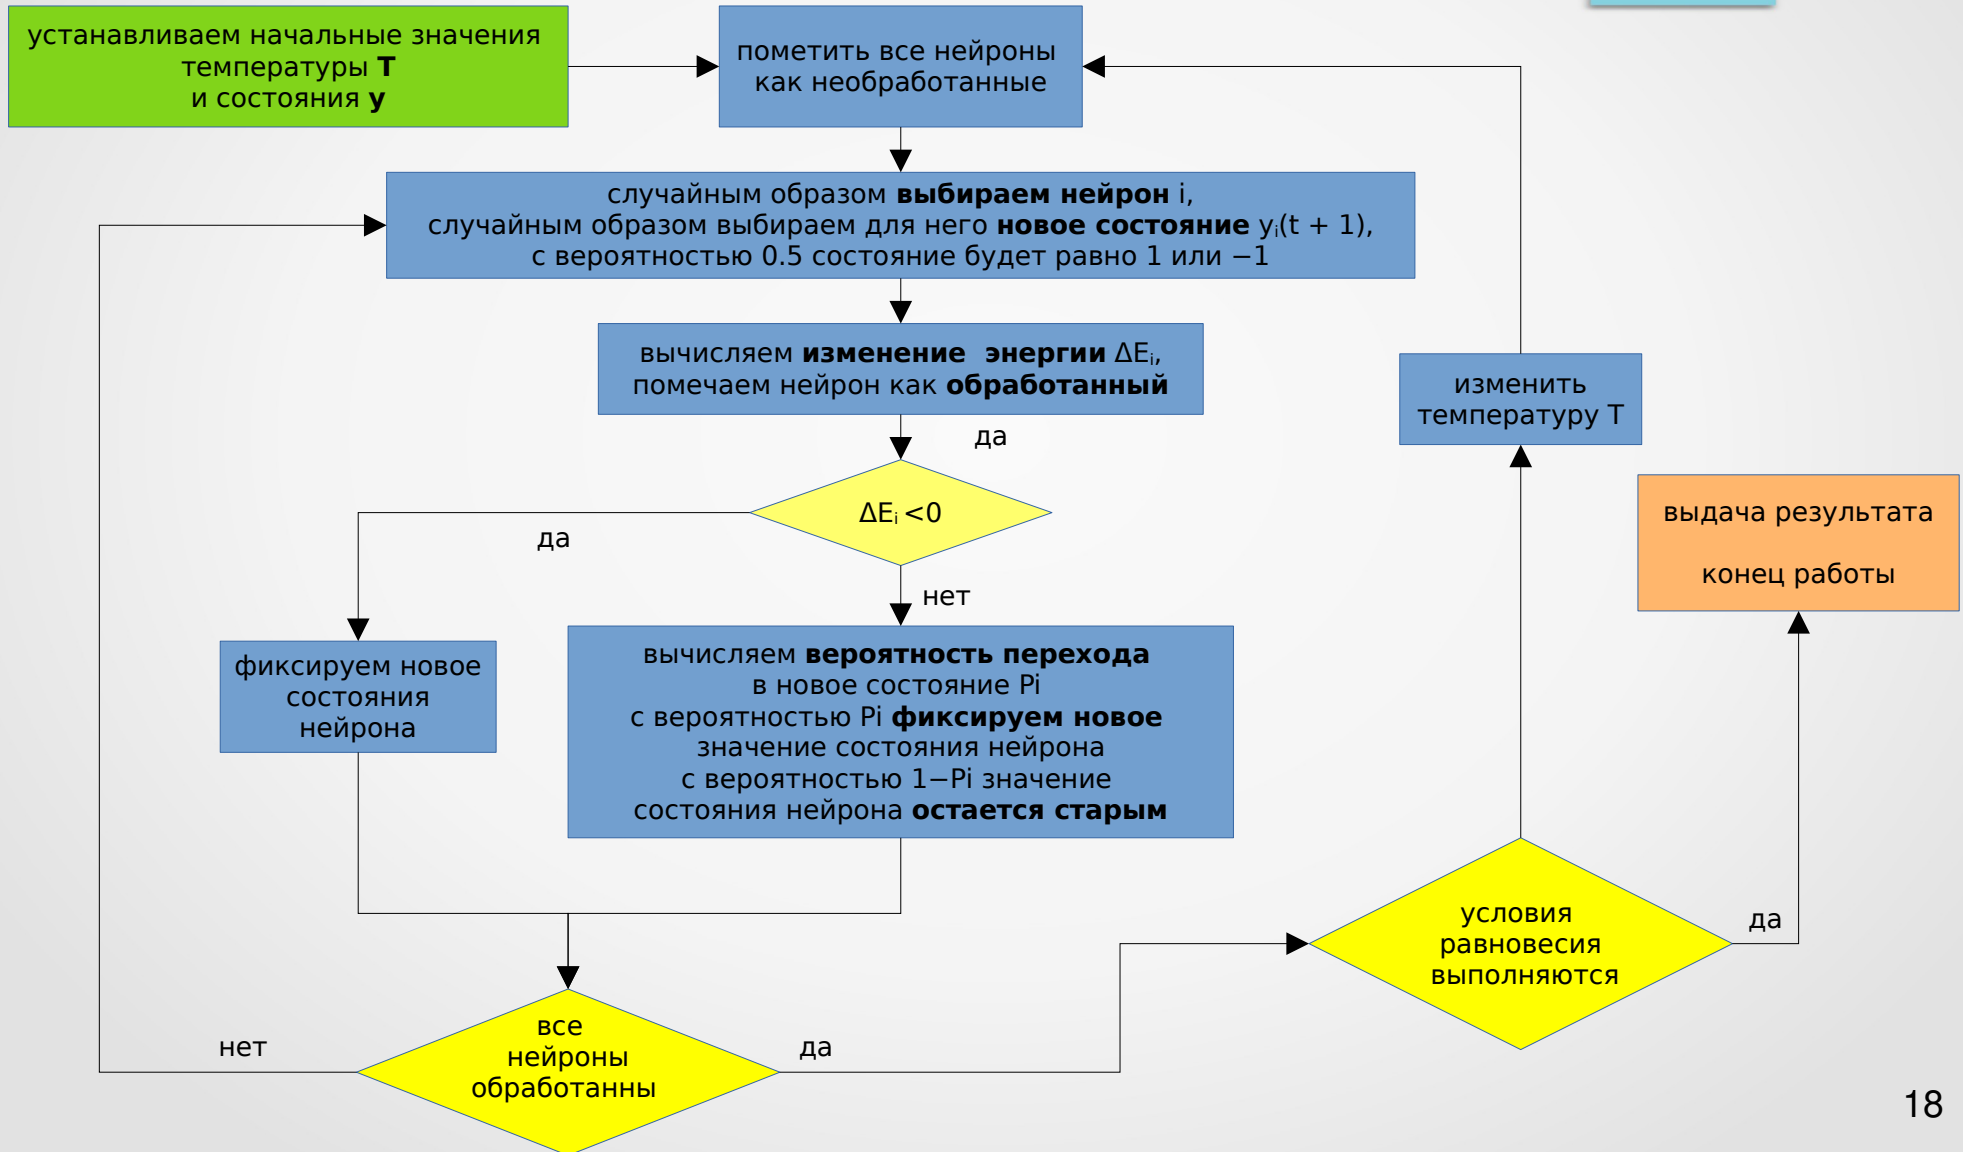 устанавливаем начальные значения
температуры T
и состояния y
пометить все нейроны
как необработанные
случайным образом выбираем нейрон i,
случайным образом выбираем для него новое состояние yᵢ(t + 1),
с вероятностью 0.5 состояние будет равно 1 или −1
вычисляем изменение  энергии ΔEᵢ,
помечаем нейрон как обработанный
да
ΔEᵢ <0
да
нет
фиксируем новое
состояния
нейрона
вычисляем вероятность перехода
в новое состояние Pi
с вероятностью Pi фиксируем новое
значение состояния нейрона
с вероятностью 1−Pi значение
состояния нейрона остается старым
все
нейроны
обработанны
нет
да
условия
равновесия
выполняются
да
изменить
температуру T
выдача результата
конец работы
18